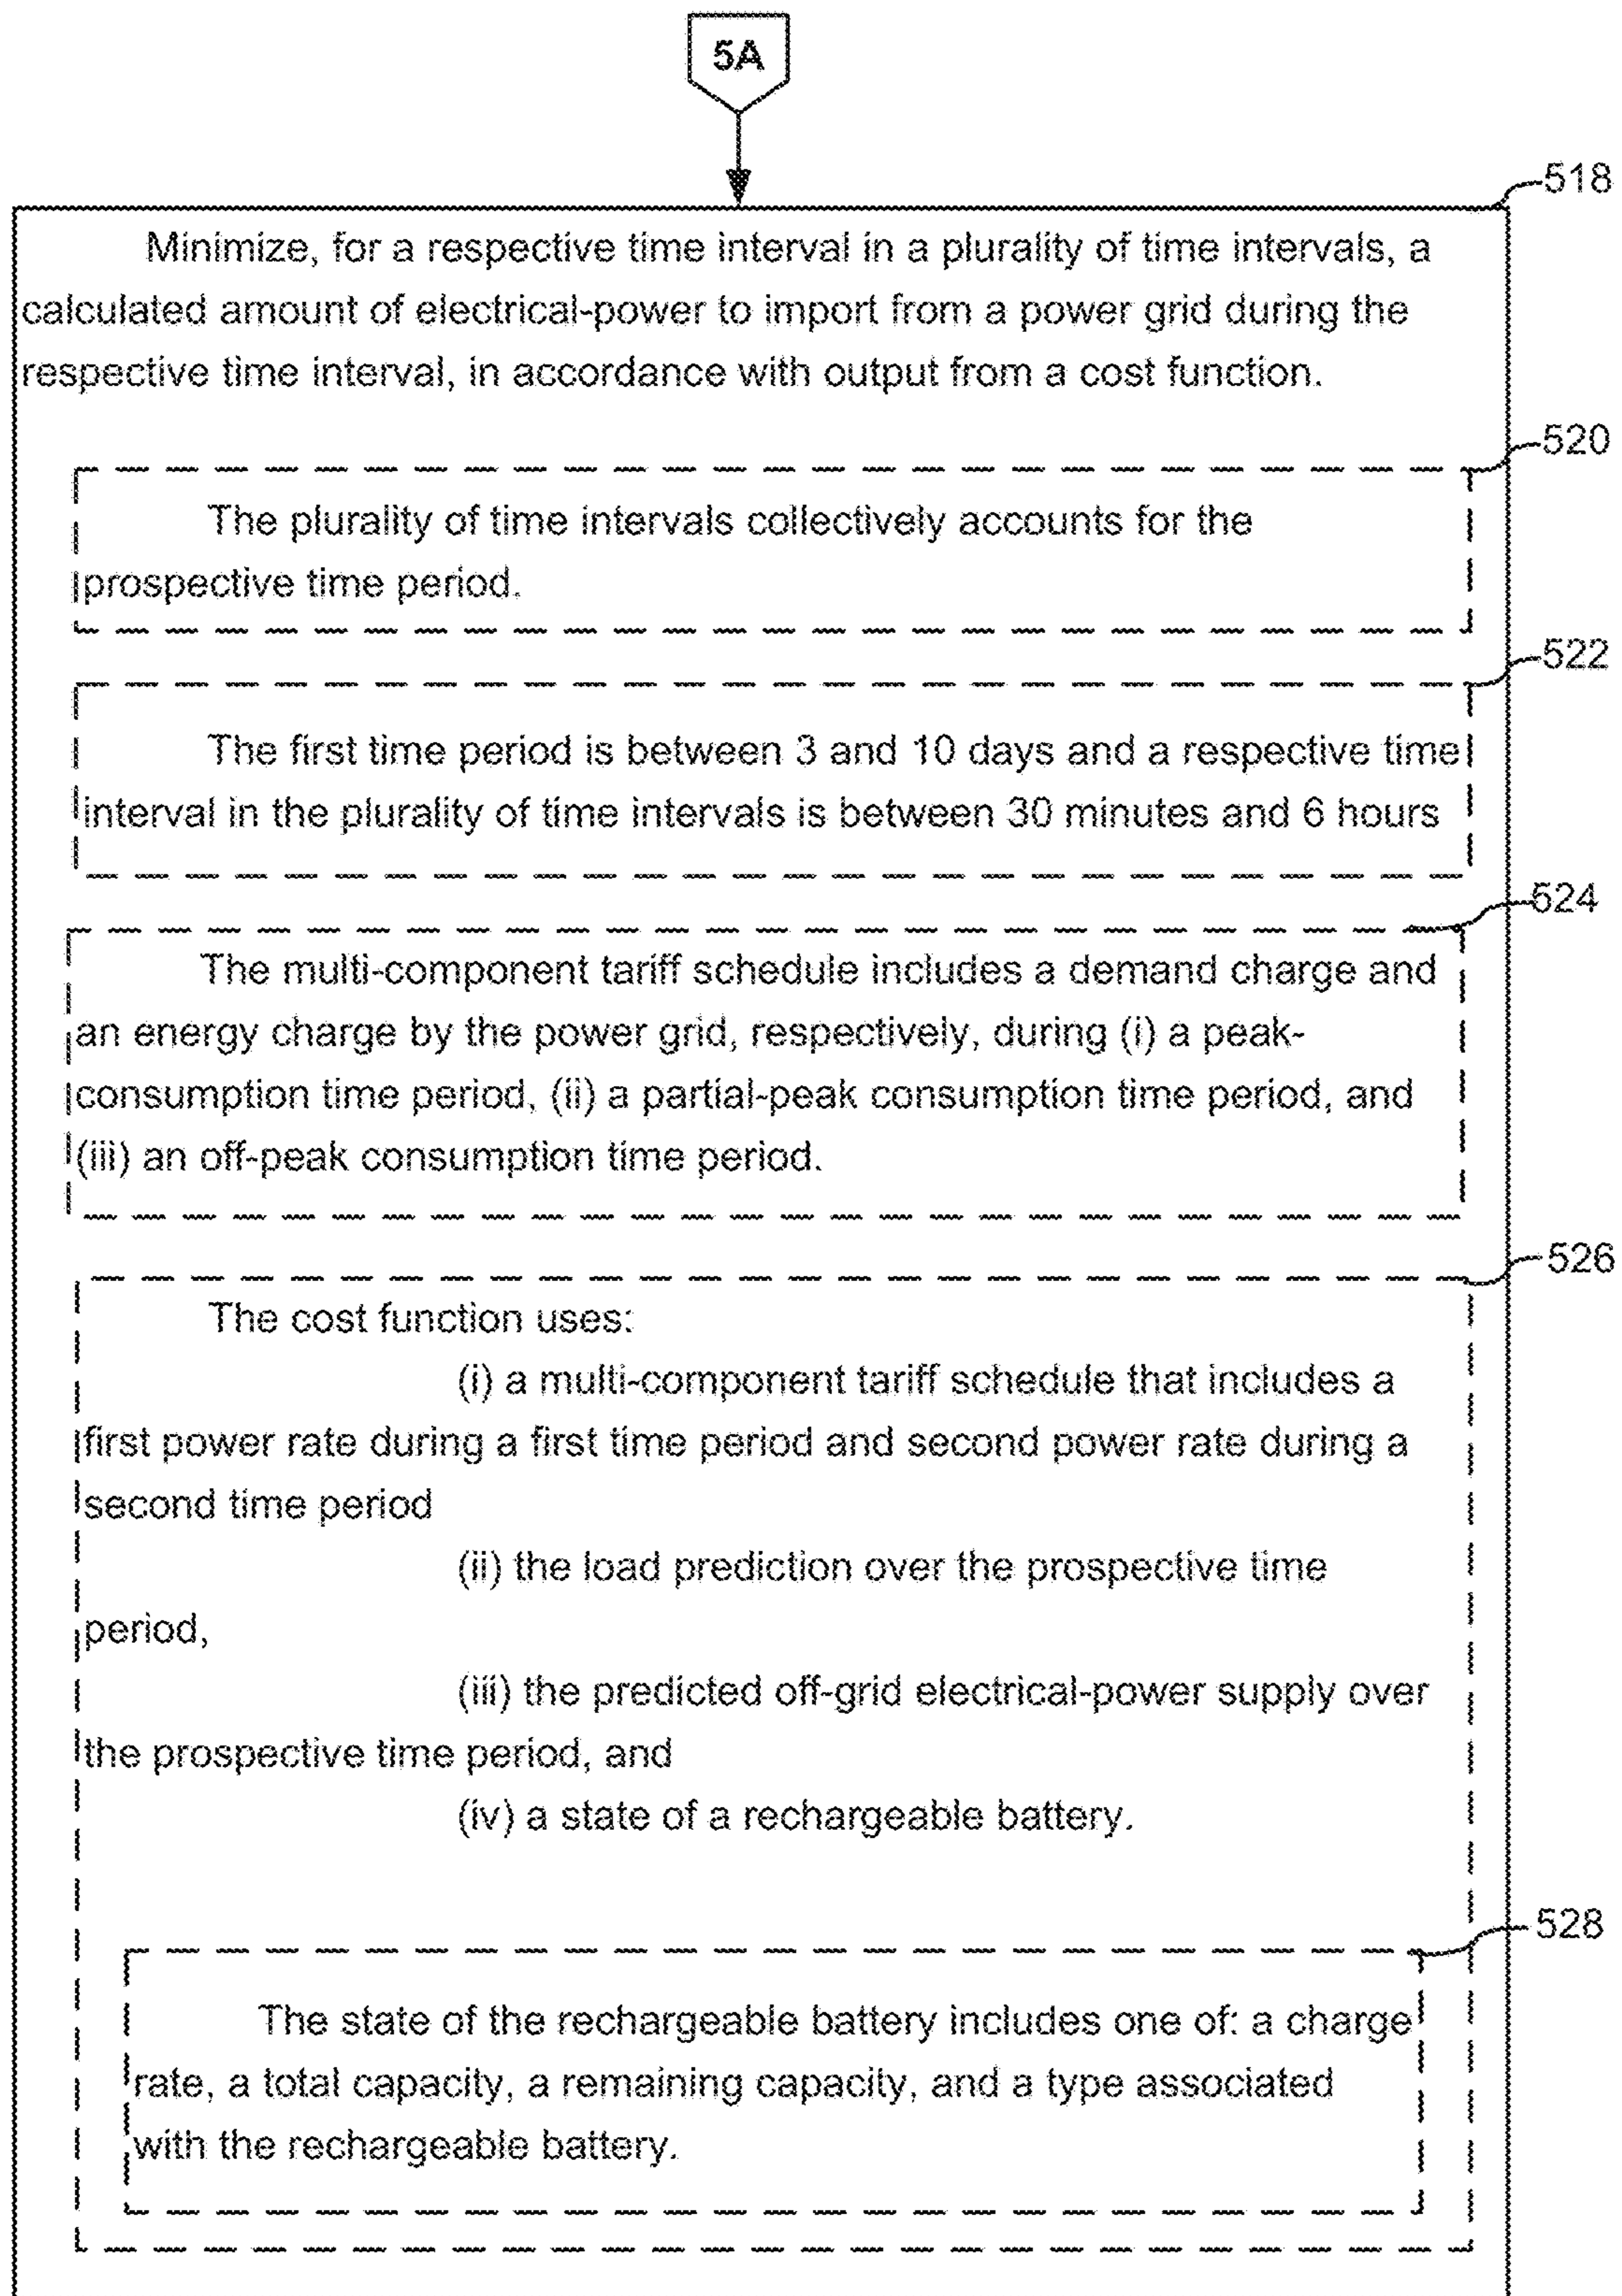 5A
518
Minimize, for a respective time interval in a plurality of time intervals, a
calculated amount of electrical-power to import from a power grid during the
respective time interval, in accordance with output from a cost function.
520
The plurality of time intervals collectively accounts for the
prospective time period.
522
The first time period is between 3 and 10 days and a respective time
interval in the plurality of time intervals is between 30 minutes and 6 hours
524
The multi-component tariff schedule includes a demand charge and
an energy charge by the power grid, respectively, during (i) a peak-
consumption time period, (ii) a partial-peak consumption time period, and
(iii) an off-peak consumption time period.
526
The cost function uses:
(i) a multi-component tariff schedule that includes a
first power rate during a first time period and second power rate during a
second time period
(ii) the load prediction over the prospective time
period,
(iii) the predicted off-grid electrical-power supply over
the prospective time period, and
(iv) a state of a rechargeable battery.
528
The state of the rechargeable battery includes one of: a charge
rate, a total capacity, a remaining capacity, and a type associated
with the rechargeable battery.